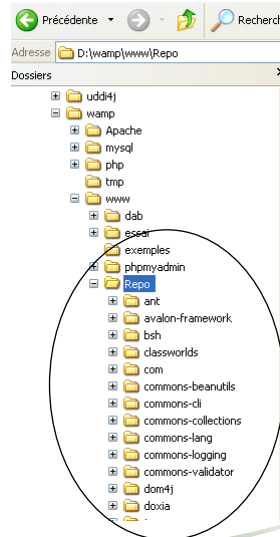 Précédente
Recherch
Adresse D:\wamp\www\Repo
Dossiers
uddi4j
wamp
Apache
mysql
php
tmp
www
dab
essai
exemples
phpmyadmin
Repo
ant
avalon-framework
bsh
classworlds
com
commons-beanutils
commons-cli
commons-collections
commons-lang
commons-logging
commons-validator
dom4j
doxia